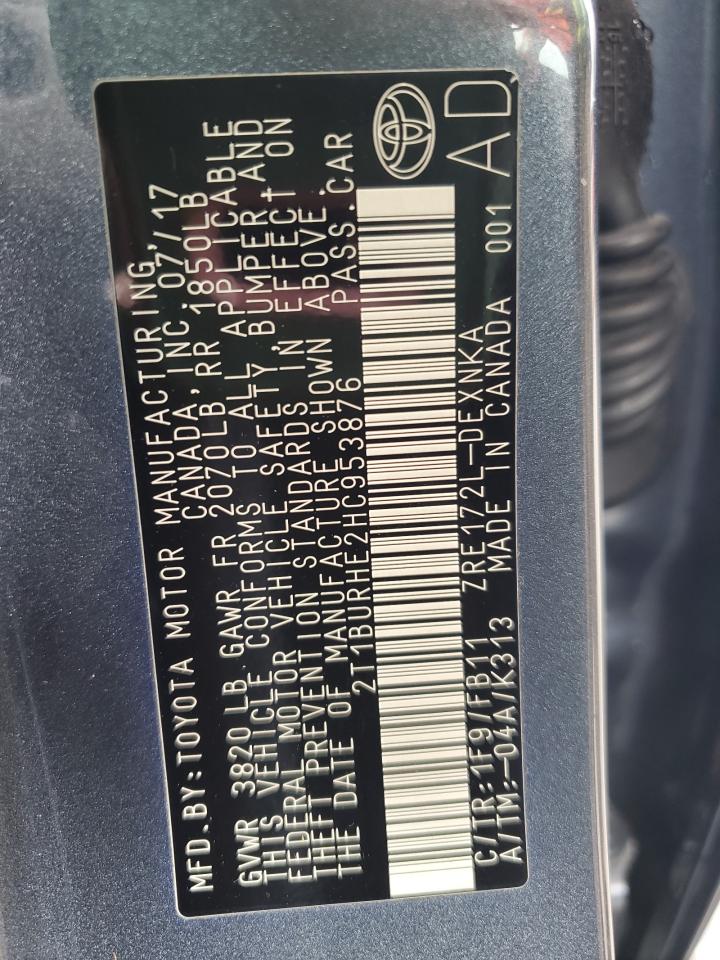 MFD.BY:TOYOTA MOTOR MANUFACTURING,
CANADA, INC. 07/17
GVWR 3820 LB GAWR FR 2070LB RR 1850LB
THIS VEHICLE CONFORMS TO ALL APPLICABLE
FEDERAL MOTOR VEHICLE SAFETY, BUMPER, AND
THEFT PREVENTION STANDARDS IN EFFECT ON
THE DATE OF MANUFACTURE SHOWN ABOVE.
2T1BURHE2HC953876 PASS.CAR
C/TR:1F9/FB11 ZRE172L-DEXNKA
A/TM:-04A/K313 MADE IN CANADA 001
AD